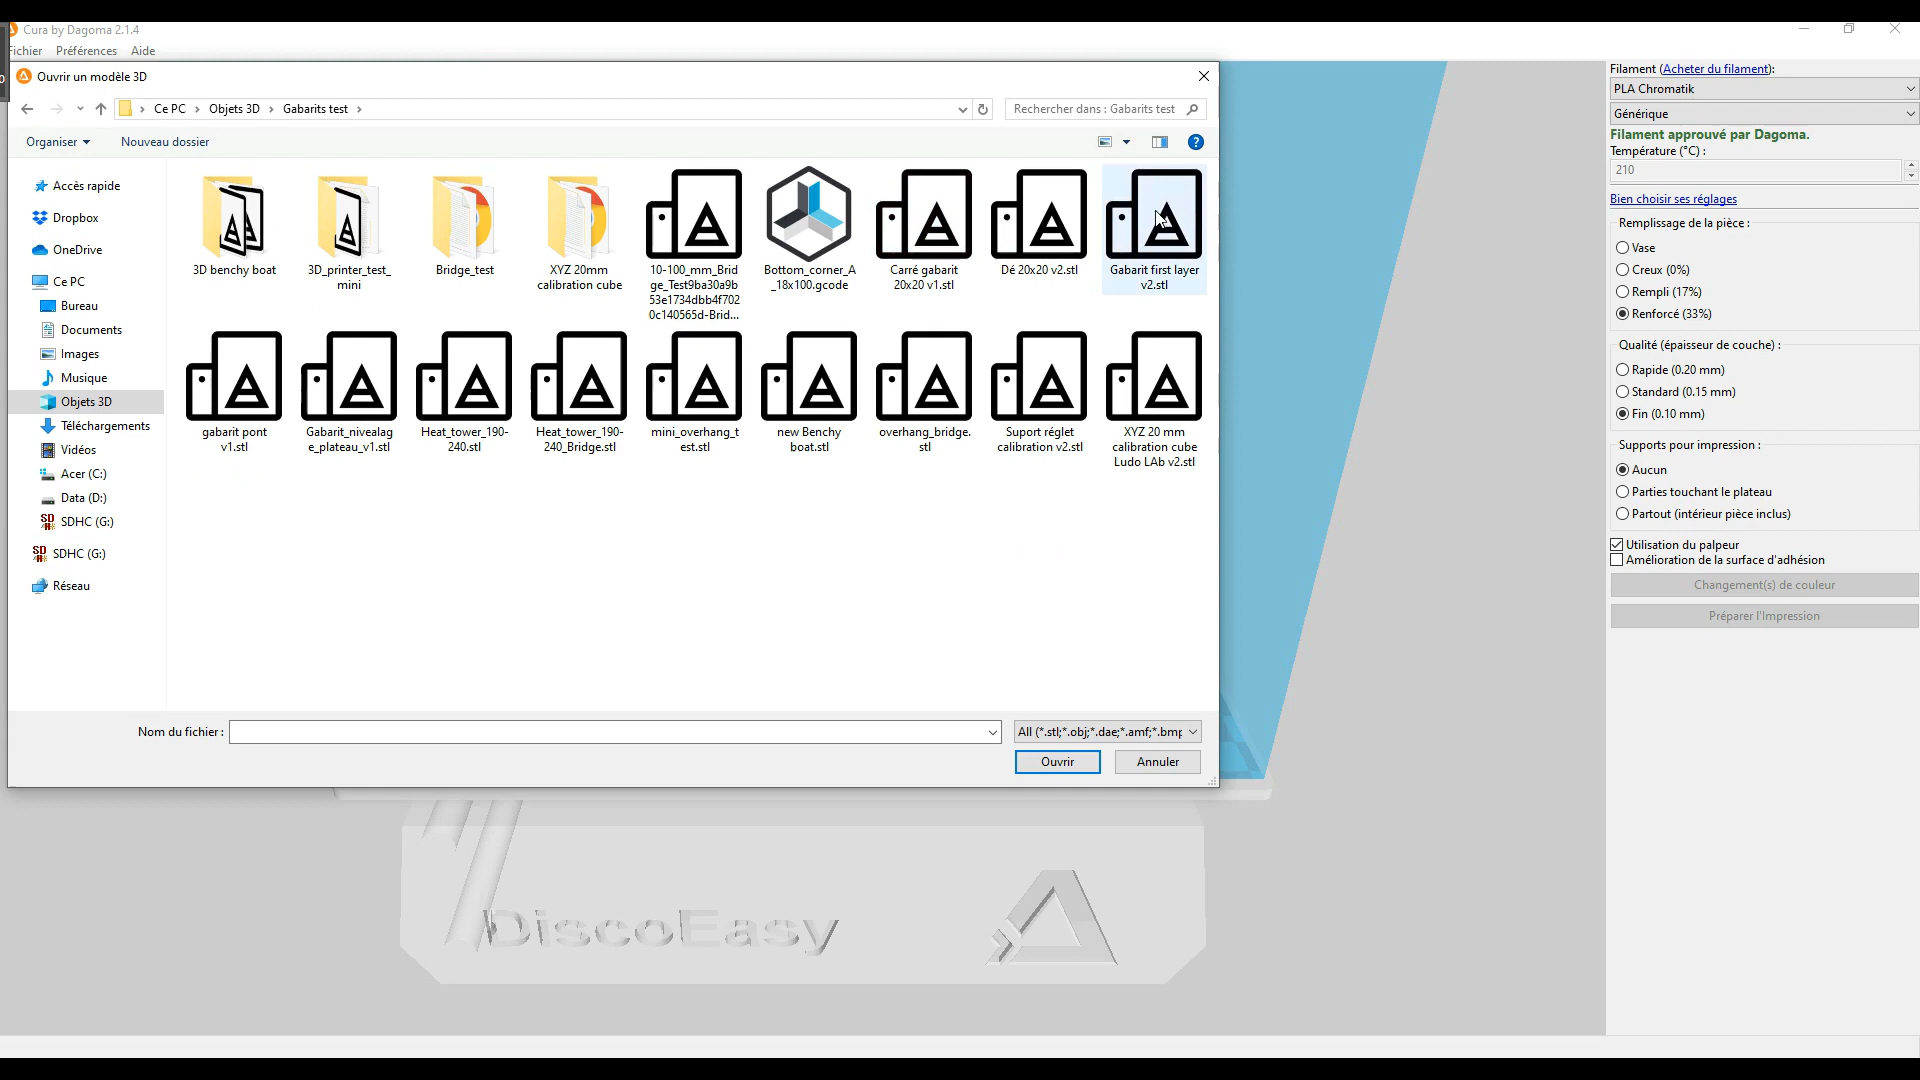 Cura by Dagoma 2.1.4
Fichier Préférences Aide
Ouvrir un modèle 3D
Ce PC Objets 3D Gabarits test
Rechercher dans : Gabarits test
Organiser Nouveau dossier
Accès rapide
Dropbox
OneDrive
Ce PC
Bureau
Documents
Images
Musique
Objets 3D
Téléchargements
Vidéos
Acer (C:)
Data (D:)
SDHC (G:)
SDHC (G:)
Réseau
3D benchy boat
3D_printer_test_
mini
Bridge_test
XYZ 20mm
calibration cube
10-100_mm_Brid
ge_Test9ba30a9b
53e1734dbb4f702
0c140565d-Brid...
Bottom_corner_A
_18x100.gcode
Carré gabarit
20x20 v1.stl
Dé 20x20 v2.stl
Gabarit first layer
v2.stl
gabarit pont
v1.stl
Gabarit_nivealag
e_plateau_v1.stl
Heat_tower_190-
240.stl
Heat_tower_190-
240_Bridge.stl
mini_overhang_t
est.stl
new Benchy
boat.stl
overhang_bridge.
stl
Suport réglet
calibration v2.stl
XYZ 20 mm
calibration cube
Ludo LAb v2.stl
Nom du fichier :
All (*.stl;*.obj;*.dae;*.amf;*.bmp
Ouvrir Annuler
DiscoEasy
Filament (Acheter du filament):
PLA Chromatik
Générique
Filament approuvé par Dagoma.
Température (°C) :
210
Bien choisir ses réglages
Remplissage de la pièce :
Vase
Creux (0%)
Rempli (17%)
Renforcé (33%)
Qualité (épaisseur de couche) :
Rapide (0.20 mm)
Standard (0.15 mm)
Fin (0.10 mm)
Supports pour impression :
Aucun
Parties touchant le plateau
Partout (intérieur pièce inclus)
Utilisation du palpeur
Amélioration de la surface d'adhésion
Changement(s) de couleur
Préparer l'Impression